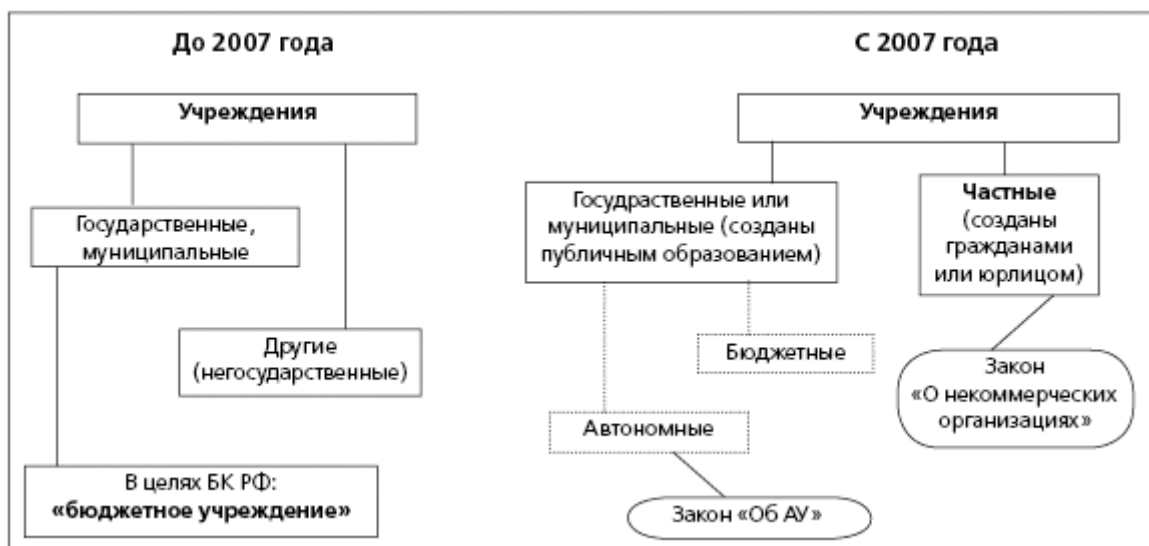 До 2007 года
Учреждения
Государственные,
муниципальные
Другие
(негосударственные)
В целях БК РФ:
«бюджетное учреждение»
С 2007 года
Учреждения
Госудраственные или
муниципальные (созданы
публичным образованием)
Частные
(созданы
гражданами
или юрлицом)
Бюджетные
Закон
«О некоммерческих
организациях»
Автономные
Закон «Об АУ»